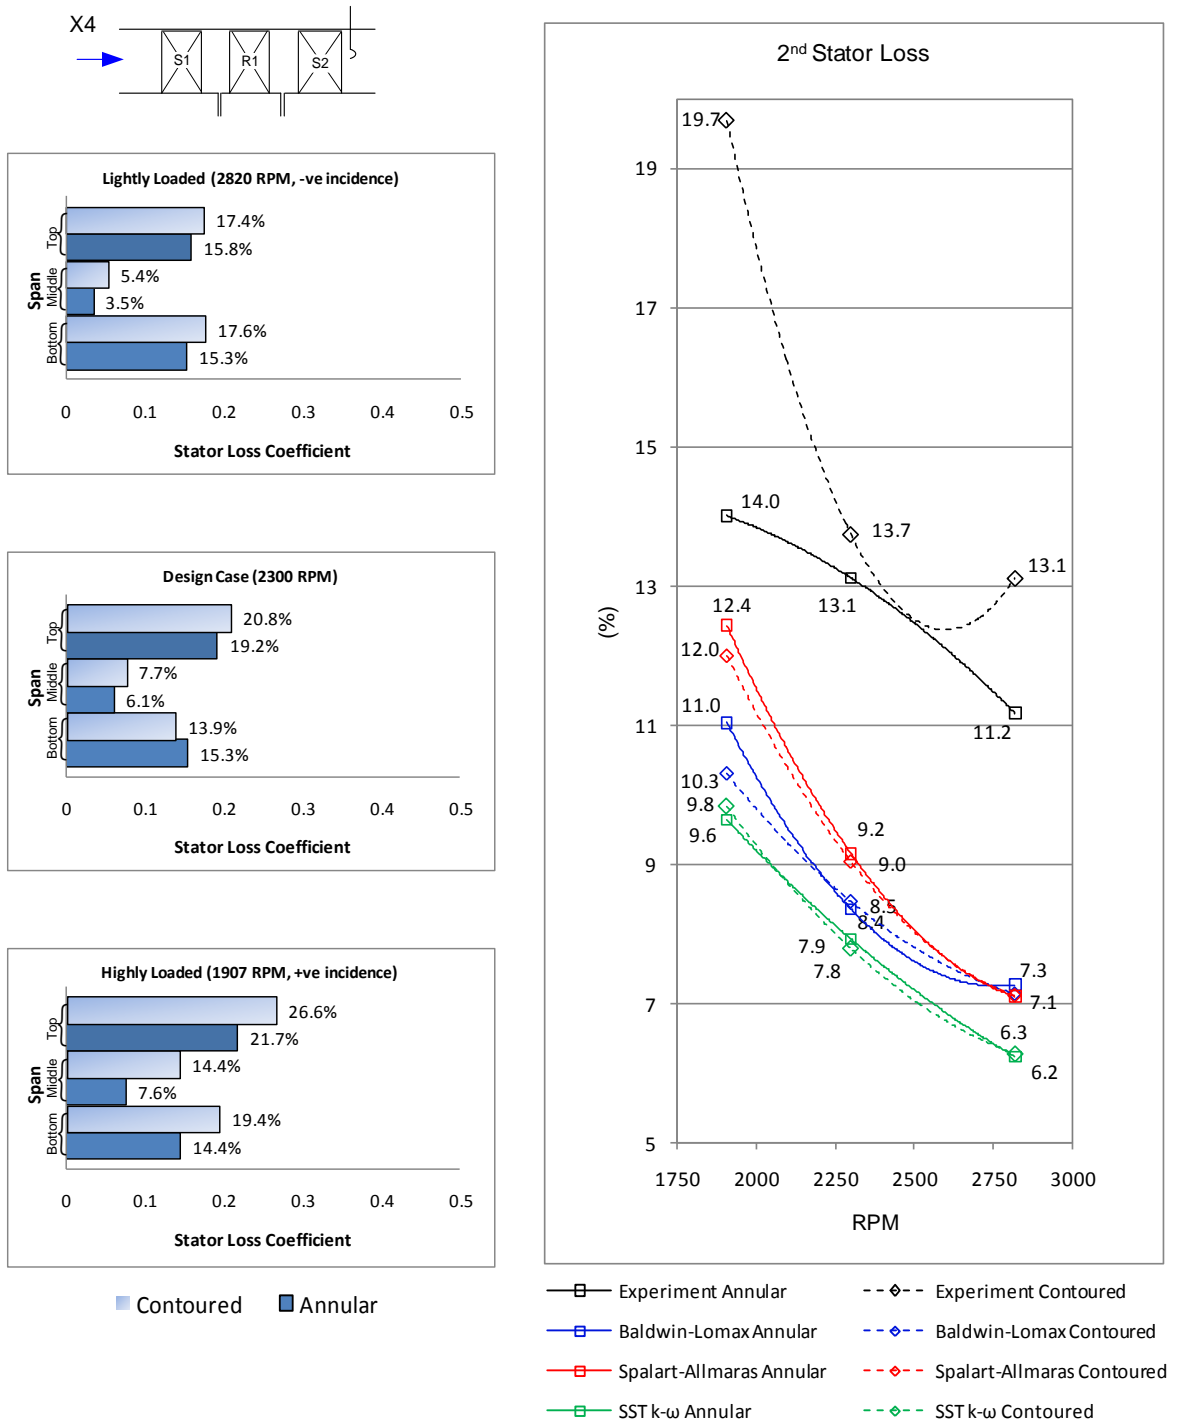 X4
S1 R1 S2
Lightly Loaded (2820 RPM, -ve incidence)
Span
Top
Middle
Bottom
17.4%
15.8%
5.4%
3.5%
17.6%
15.3%
0 0.1 0.2 0.3 0.4 0.5
Stator Loss Coefficient
Design Case (2300 RPM)
Span
Top
Middle
Bottom
20.8%
19.2%
7.7%
6.1%
13.9%
15.3%
0 0.1 0.2 0.3 0.4 0.5
Stator Loss Coefficient
Highly Loaded (1907 RPM, +ve incidence)
Span
Top
Middle
Bottom
26.6%
21.7%
14.4%
7.6%
19.4%
14.4%
0 0.1 0.2 0.3 0.4 0.5
Stator Loss Coefficient
Contoured Annular
2nd Stator Loss
(%)
19
17
15
13
11
9
7
5
19.7
14.0
13.7
13.1
13.1
12.4
12.0
11.0
11.2
10.3
9.8
9.6
9.2
9.0
8.5
8.4
7.9
7.8
7.3
7.1
6.3
6.2
1750 2000 2250 2500 2750 3000
RPM
Experiment Annular Experiment Contoured
Baldwin-Lomax Annular Baldwin-Lomax Contoured
Spalart-Allmaras Annular Spalart-Allmaras Contoured
SST k-ω Annular SST k-ω Contoured